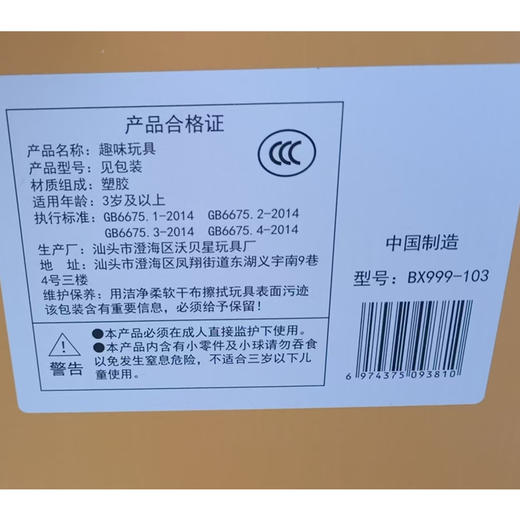 产品合格证
产品名称：趣味玩具
产品型号：见包装
材质组成：塑胶
适用年龄：3岁及以上
执行标准：GB6675.1-2014 GB6675.2-2014
GB6675.3-2014 GB6675.4-2014
生产厂：汕头市澄海区沃贝星玩具厂
地 址：汕头市澄海区凤翔街道东湖义宇南9巷
4号三楼
维护保养：用洁净柔软干布擦拭玩具表面污迹
该包装含有重要信息，必须给予保留！
警告
●本产品必须在成人直接监护下使用。
●本产品内含有小零件及小球请勿吞食
以免发生窒息危险，不适合三岁以下儿
童使用。
CCC
中国制造
型号：BX999-103
6 974375 093810